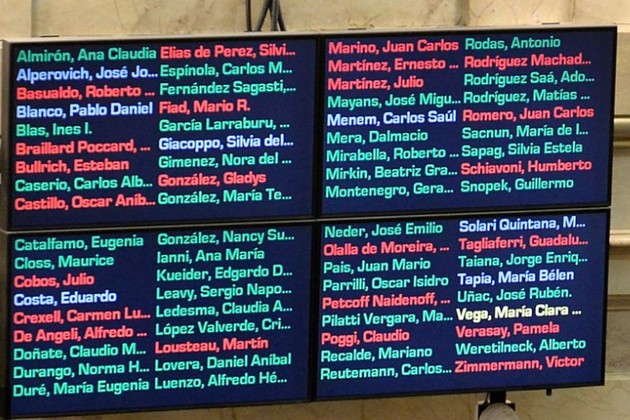 Almirón, Ana Claudia
Alperovich, José Jo...
Basualdo, Roberto ...
Blanco, Pablo Daniel
Blas, Ines I.
Braillard Poccard, ...
Bullrich, Esteban
Caserio, Carlos Alb...
Castillo, Oscar Aníb...
Elias de Perez, Silvi...
Espínola, Carlos M...
Fernández Sagasti,...
Fiad, Mario R.
García Larraburu, ...
Giacoppo, Silvia del...
Gimenez, Nora del ...
González, Gladys
González, María Te...
Catalfamo, Eugenia
Closs, Maurice
Cobos, Julio
Costa, Eduardo
Crexell, Carmen Lu...
De Angeli, Alfredo ...
Doñate, Claudio M...
Durango, Norma H...
Duré, María Eugenia
González, Nancy Su...
Ianni, Ana María
Kueider, Edgardo D...
Leavy, Sergio Napo...
Ledesma, Claudia A...
López Valverde, Cri...
Lousteau, Martín
Lovera, Daniel Aníbal
Luenzo, Alfredo Hé...
Marino, Juan Carlos
Martínez, Ernesto ...
Martínez, Julio
Mayans, José Migu...
Menem, Carlos Saúl
Mera, Dalmacio
Mirabella, Roberto ...
Mirkin, Beatriz Gra...
Montenegro, Gera...
Rodas, Antonio
Rodríguez Machad...
Rodríguez Saá, Ado...
Rodríguez, Matías ...
Romero, Juan Carlos
Sacnun, María de l...
Sapag, Silvia Estela
Schiavoni, Humberto
Snopek, Guillermo
Neder, José Emilio
Olalla de Moreira, ...
Pais, Juan Mario
Parrilli, Oscar Isidro
Petcoff Naidenoff, ...
Pilatti Vergara, Ma...
Poggi, Claudio
Recalde, Mariano
Reutemann, Carlos...
Solari Quintana, M...
Tagliaferri, Guadalu...
Taiana, Jorge Enriq...
Tapia, María Belén
Uñac, José Rubén.
Vega, María Clara ...
Verasay, Pamela
Weretilneck, Alberto
Zimmermann, Victor